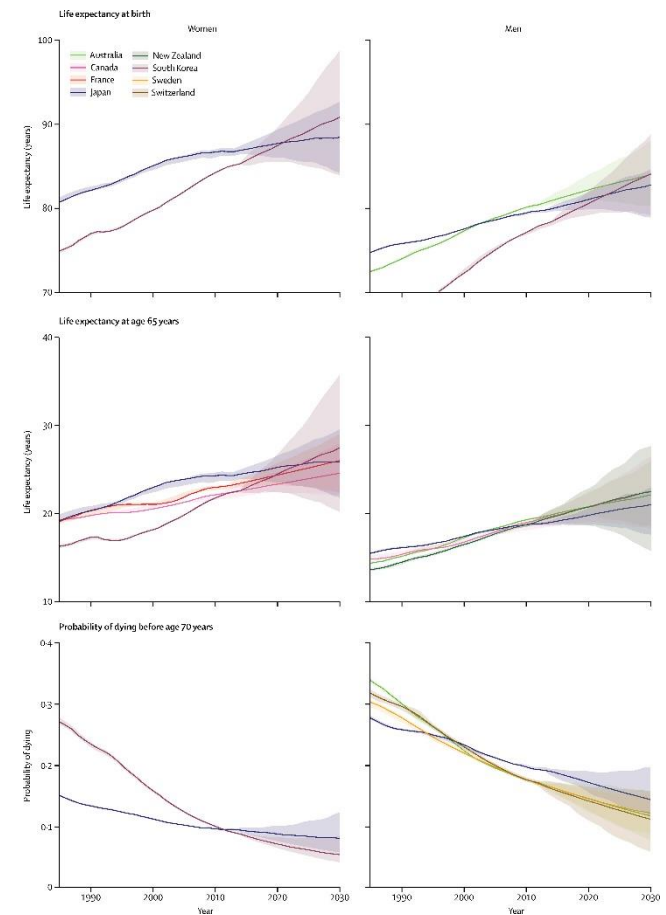 Life expectancy at birth
Women
Men
100
90
80
70
Life expectancy (years)
Australia
Canada
France
Japan
New Zealand
South Korea
Sweden
Switzerland
Life expectancy at age 65 years
40
30
20
10
Life expectancy (years)
Probability of dying before age 70 years
0·4
0·3
0·2
0·1
0
Probability of dying
1990 2000 2010 2020 2030
Year
1990 2000 2010 2020 2030
Year